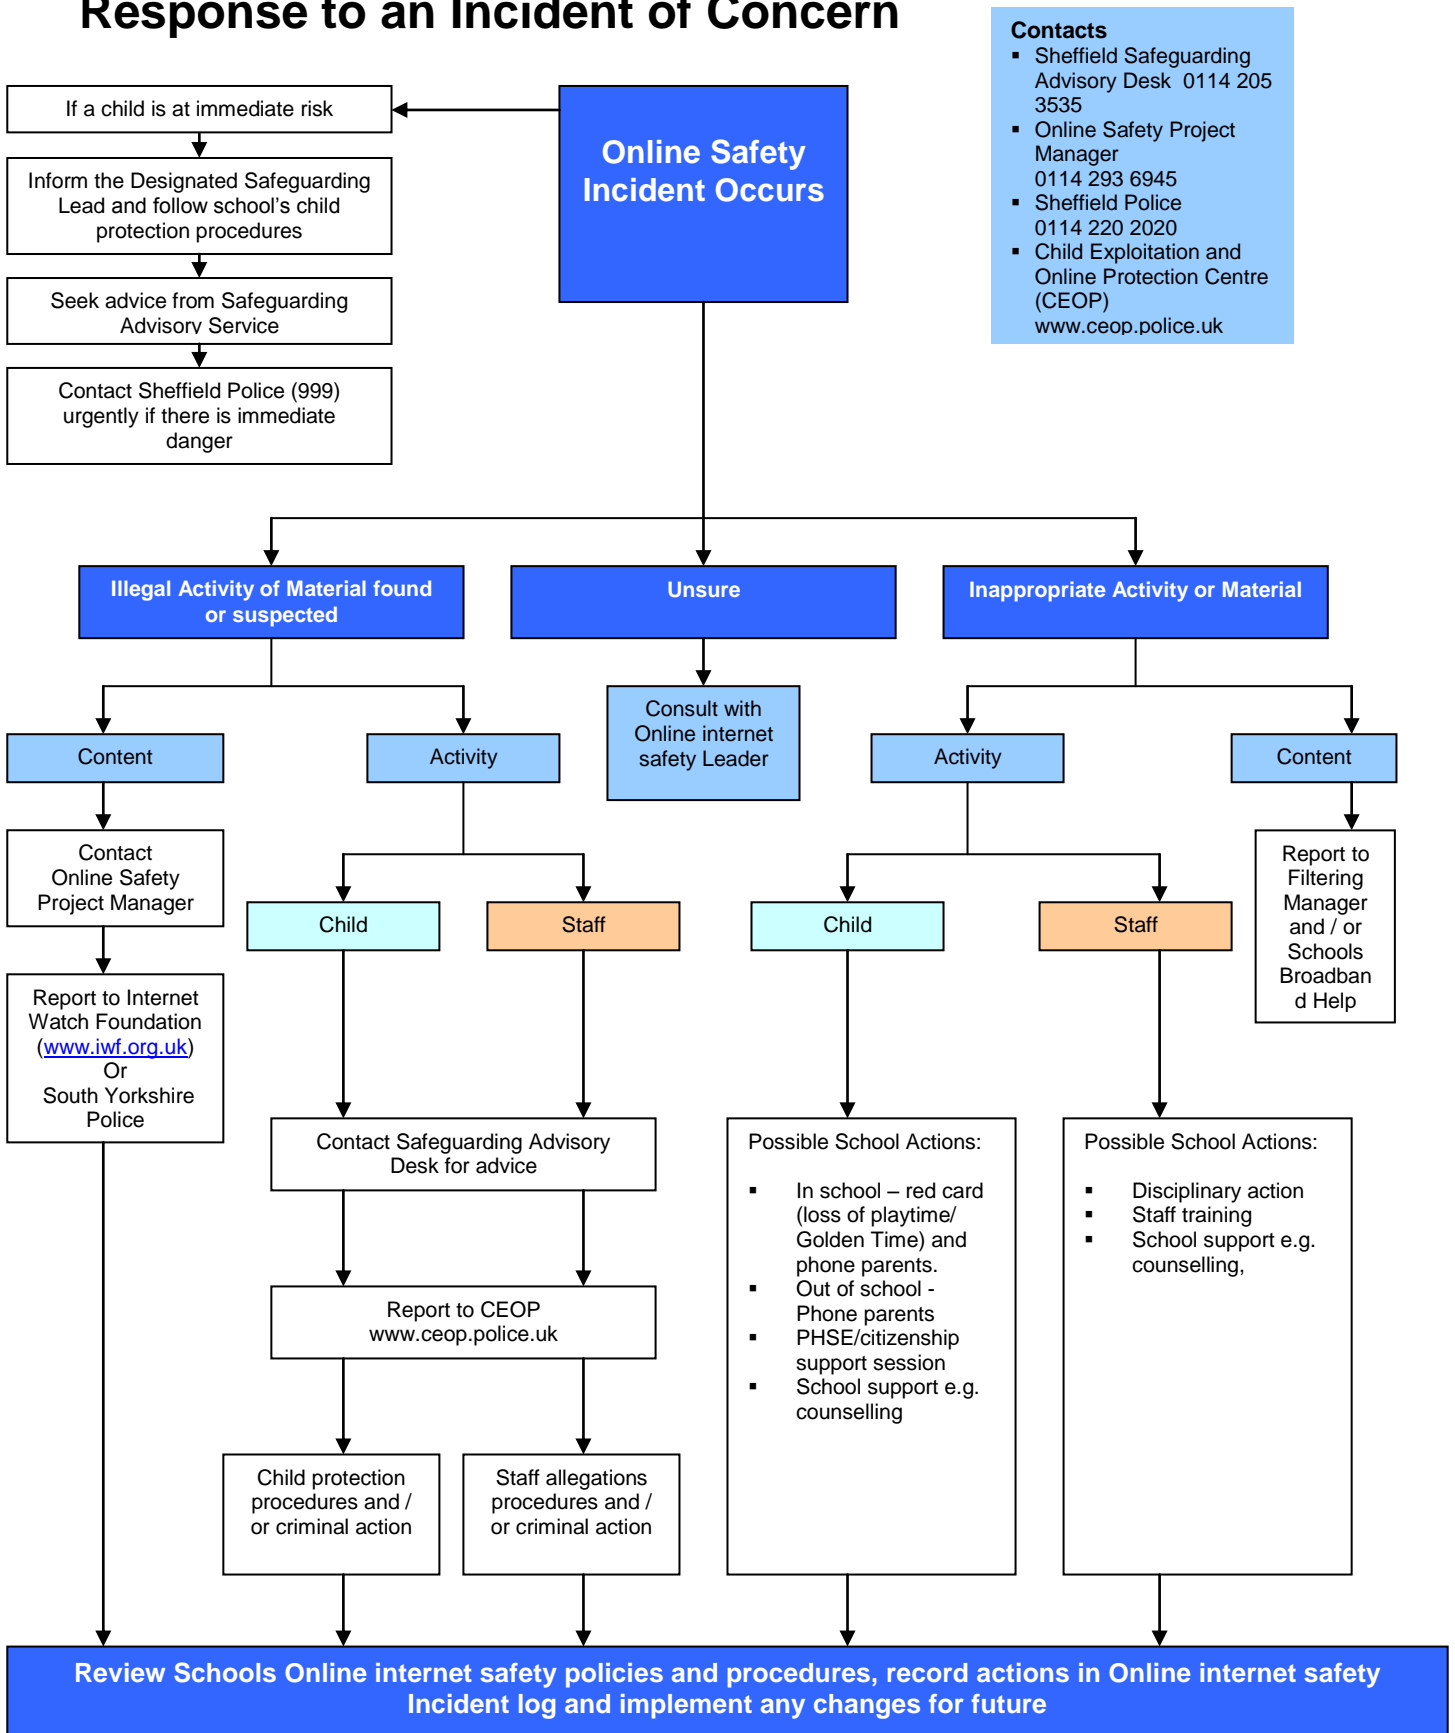 Response to an Incident of Concern
Contacts
▪ Sheffield Safeguarding
Advisory Desk 0114 205
3535
▪ Online Safety Project
Manager
0114 293 6945
▪ Sheffield Police
0114 220 2020
▪ Child Exploitation and
Online Protection Centre
(CEOP)
www.ceop.police.uk
If a child is at immediate risk
Inform the Designated Safeguarding
Lead and follow school's child
protection procedures
Seek advice from Safeguarding
Advisory Service
Contact Sheffield Police (999)
urgently if there is immediate
danger
Online Safety
Incident Occurs
Illegal Activity of Material found
or suspected
Unsure
Inappropriate Activity or Material
Content
Activity
Consult with
Online internet
safety Leader
Activity
Content
Contact
Online Safety
Project Manager
Report to Internet
Watch Foundation
(www.iwf.org.uk)
Or
South Yorkshire
Police
Child
Staff
Child
Staff
Report to
Filtering
Manager
and / or
Schools
Broadban
d Help
Contact Safeguarding Advisory
Desk for advice
Report to CEOP
www.ceop.police.uk
Child protection
procedures and /
or criminal action
Staff allegations
procedures and /
or criminal action
Possible School Actions:
▪ In school – red card
(loss of playtime/
Golden Time) and
phone parents.
▪ Out of school -
Phone parents
▪ PHSE/citizenship
support session
▪ School support e.g.
counselling
Possible School Actions:
▪ Disciplinary action
▪ Staff training
▪ School support e.g.
counselling,
Review Schools Online internet safety policies and procedures, record actions in Online internet safety
Incident log and implement any changes for future